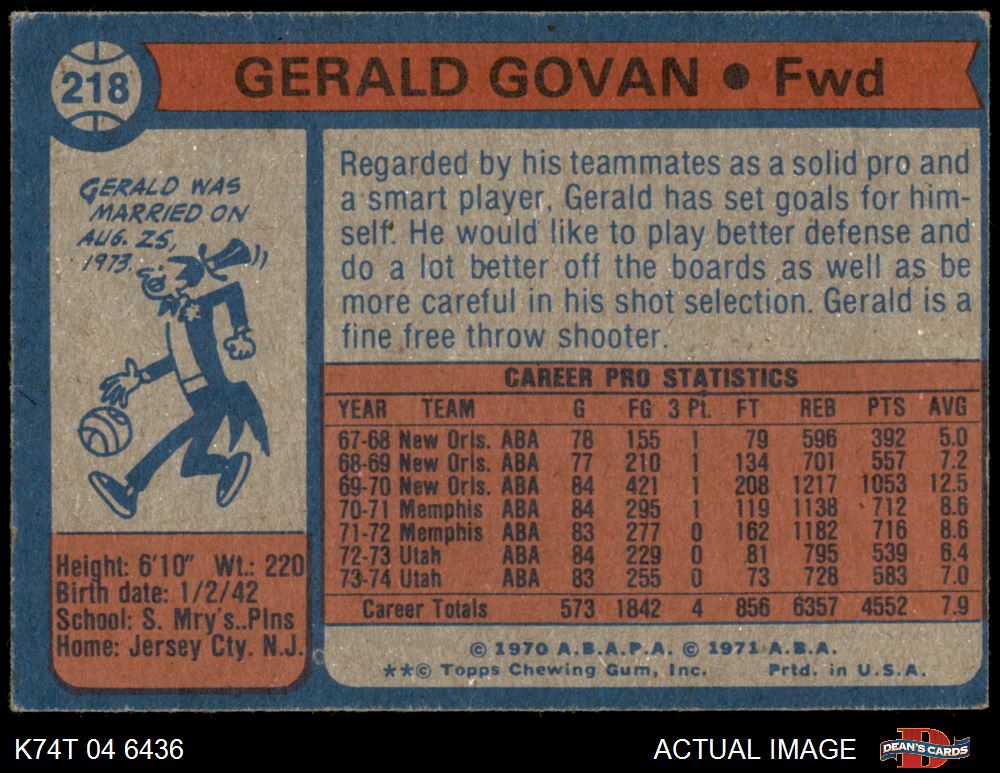 218
GERALD GOVAN ● Fwd
GERALD WAS
MARRIED ON
AUG. 25,
1973.
Regarded by his teammates as a solid pro and
a smart player, Gerald has set goals for him-
self. He would like to play better defense and
do a lot better off the boards as well as be
more careful in his shot selection. Gerald is a
fine free throw shooter.
CAREER PRO STATISTICS
YEAR TEAM G FG 3 Pt. FT REB PTS AVG
67-68 New Orls. ABA 78 155 1 79 596 392 5.0
68-69 New Orls. ABA 77 210 1 134 701 557 7.2
69-70 New Orls. ABA 84 421 1 208 1217 1053 12.5
70-71 Memphis ABA 84 295 1 119 1138 712 8.6
71-72 Memphis ABA 83 277 0 162 1182 716 8.6
72-73 Utah ABA 84 229 0 81 795 539 6.4
73-74 Utah ABA 83 255 0 73 728 583 7.0
Career Totals 573 1842 4 856 6357 4552 7.9
Height: 6'10" Wt.: 220
Birth date: 1/2/42
School: S. Mry's..Plns
Home: Jersey Cty. N.J.
© 1970 A.B.A.P.A. © 1971 A.B.A.
**© Topps Chewing Gum, Inc. Prtd. in U.S.A.
K74T 04 6436
ACTUAL IMAGE
DEAN'S CARDS